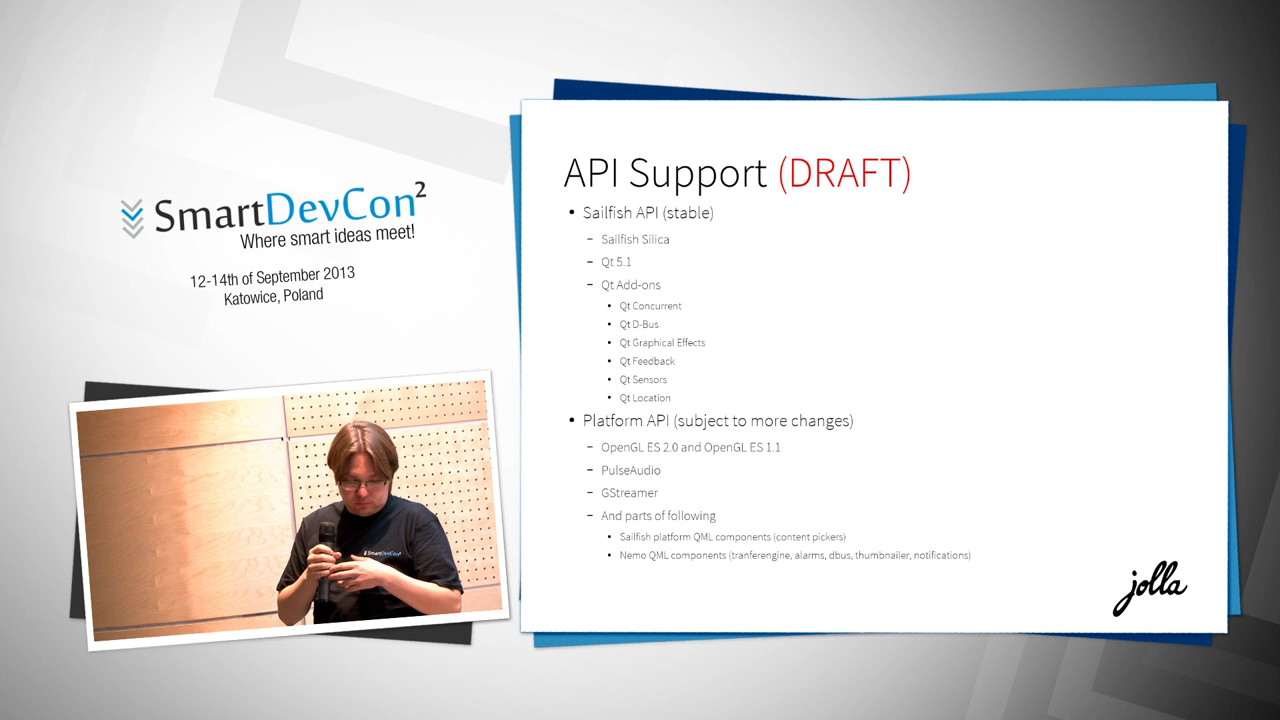 SmartDevCon²
Where smart ideas meet!
12-14th of September 2013
Katowice, Poland
SmartDevCon²
API Support (DRAFT)
• Sailfish API (stable)
– Sailfish Silica
– Qt 5.1
– Qt Add-ons
• Qt Concurrent
• Qt D-Bus
• Qt Graphical Effects
• Qt Feedback
• Qt Sensors
• Qt Location
• Platform API (subject to more changes)
– OpenGL ES 2.0 and OpenGL ES 1.1
– PulseAudio
– GStreamer
– And parts of following
• Sailfish platform QML components (content pickers)
• Nemo QML components (tranferengine, alarms, dbus, thumbnailer, notifications)
jolla